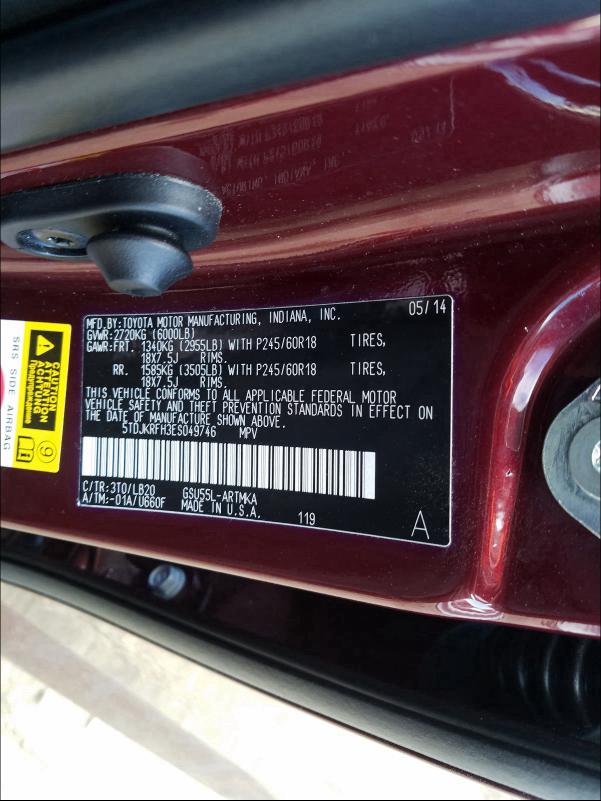 05/14
MFD.BY:TOYOTA MOTOR MANUFACTURING, INDIANA, INC.
GVWR:2720KG (6000LB)
GAWR:FRT. 1340KG (2955LB) WITH P245/60R18 TIRES,
18X7.5J RIMS.
RR. 1585KG (3505LB) WITH P245/60R18 TIRES,
18X7.5J RIMS.
THIS VEHICLE CONFORMS TO ALL APPLICABLE FEDERAL MOTOR
VEHICLE SAFETY AND THEFT PREVENTION STANDARDS IN EFFECT ON
THE DATE OF MANUFACTURE SHOWN ABOVE.
5TDJKRFH3ES049746 MPV
C/TR:3T0/LB20 GSU55L-ARTMKA
A/TM:-01A/U660F MADE IN U.S.A.
119 A
SRS SIDE AIRBAG
CAUTION
ATTENTION
ACHTUNG
9